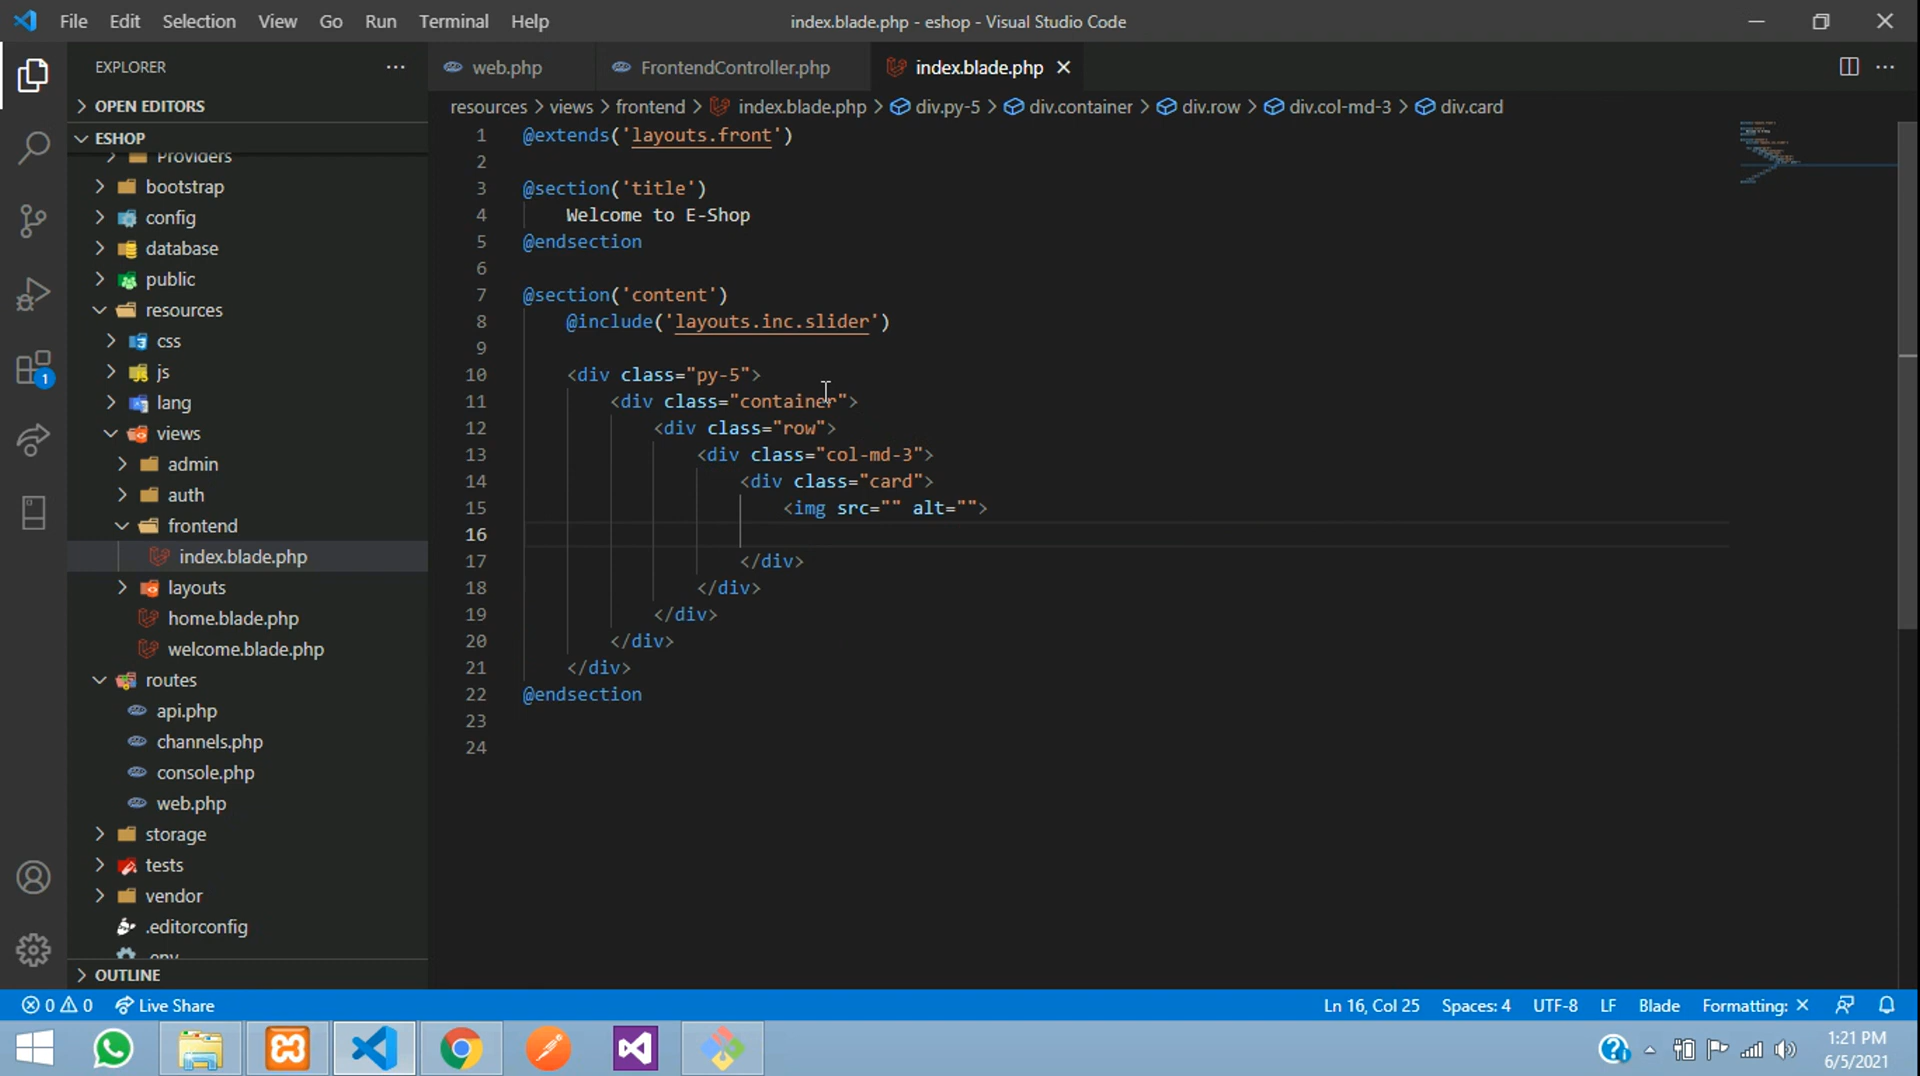 File Edit Selection View Go Run Terminal Help
index.blade.php - eshop - Visual Studio Code
EXPLORER
OPEN EDITORS
ESHOP
Providers
bootstrap
config
database
public
resources
css
js
lang
views
admin
auth
frontend
index.blade.php
layouts
home.blade.php
welcome.blade.php
routes
api.php
channels.php
console.php
web.php
storage
tests
vendor
.editorconfig
.env
OUTLINE
web.php FrontendController.php index.blade.php
resources > views > frontend > index.blade.php > div.py-5 > div.container > div.row > div.col-md-3 > div.card
1 @extends('layouts.front')
2
3 @section('title')
4 Welcome to E-Shop
5 @endsection
6
7 @section('content')
8 @include('layouts.inc.slider')
9
10 <div class="py-5">
11 <div class="container">
12 <div class="row">
13 <div class="col-md-3">
14 <div class="card">
15 <img src="" alt="">
16
17 </div>
18 </div>
19 </div>
20 </div>
21 </div>
22 @endsection
23
24
1
0 0 Live Share
Ln 16, Col 25 Spaces: 4 UTF-8 LF Blade Formatting: ×
1:21 PM
6/5/2021